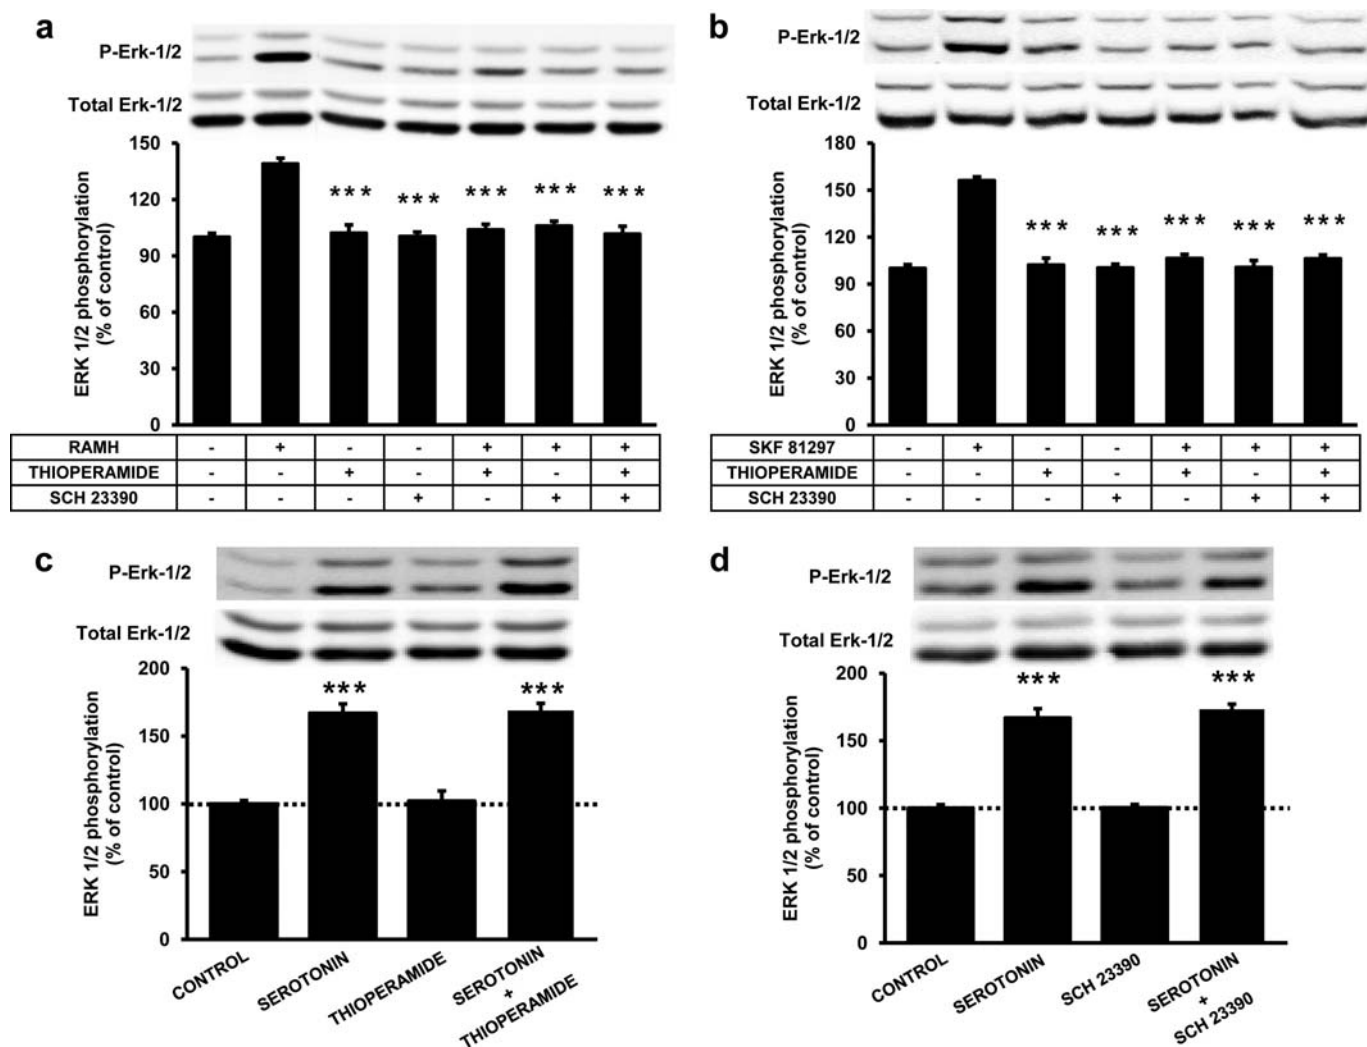 a
P-Erk-1/2
Total Erk-1/2
ERK 1/2 phosphorylation
(% of control)
150
120
90
60
30
0
*** *** *** *** ***
RAMH - + - - + + +
THIOPERAMIDE - - + - + - +
SCH 23390 - - - + - + +
b
P-Erk-1/2
Total Erk-1/2
ERK 1/2 phosphorylation
(% of control)
180
150
120
90
60
30
0
*** *** *** *** ***
SKF 81297 - + - - + + +
THIOPERAMIDE - - + - + - +
SCH 23390 - - - + - + +
c
P-Erk-1/2
Total Erk-1/2
ERK 1/2 phosphorylation
(% of control)
200
150
100
50
0
*** ***
CONTROL
SEROTONIN
THIOPERAMIDE
SEROTONIN
+
THIOPERAMIDE
d
P-Erk-1/2
Total Erk-1/2
ERK 1/2 phosphorylation
(% of control)
200
150
100
50
0
*** ***
CONTROL
SEROTONIN
SCH 23390
SEROTONIN
+
SCH 23390